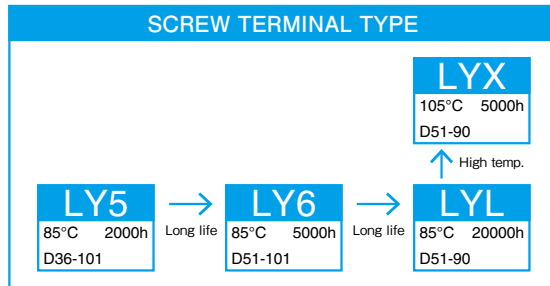 SCREW TERMINAL TYPE
LYX
105°C 5000h
D51-90
High temp.
LY5
85°C 2000h
D36-101
Long life
LY6
85°C 5000h
D51-101
Long life
LYL
85°C 20000h
D51-90